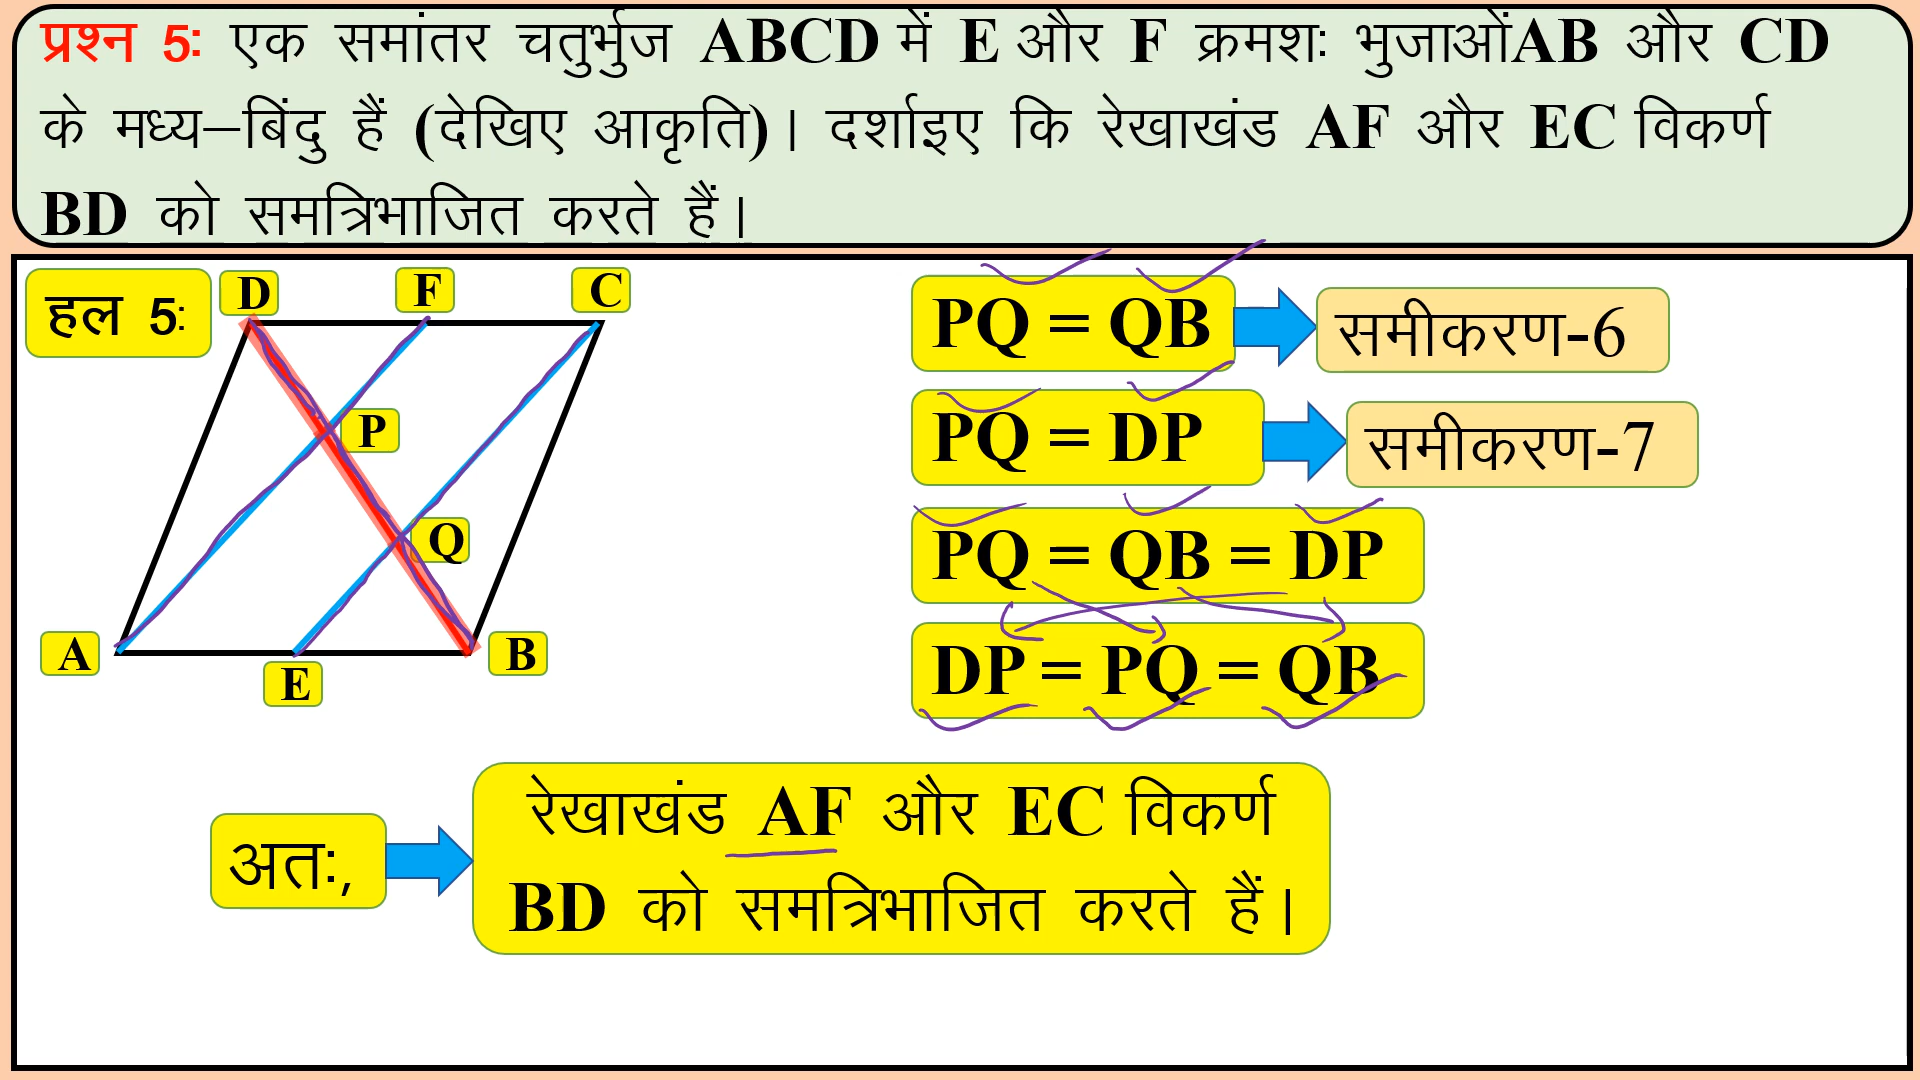 प्रश्न 5: एक समांतर चतुर्भुज ABCD में E और F क्रमशः भुजाओंAB और CD
के मध्य–बिंदु हैं (देखिए आकृति)। दर्शाइए कि रेखाखंड AF और EC विकर्ण
BD को समत्रिभाजित करते हैं।
हल 5:
D
F
C
P
Q
A
E
B
PQ = QB
समीकरण-6
PQ = DP
समीकरण-7
PQ = QB = DP
DP = PQ = QB
अतः,
रेखाखंड AF और EC विकर्ण
BD को समत्रिभाजित करते हैं।